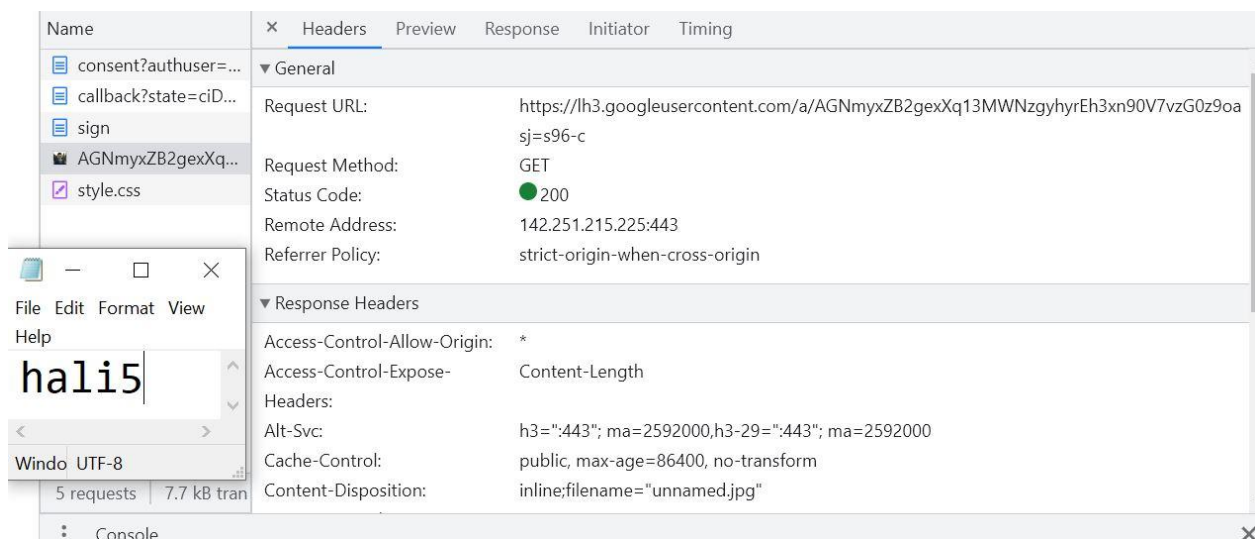 Name
consent?authuser=...
callback?state=ciD...
sign
AGNmyxZB2gexXq...
style.css
File Edit Format View
Help
hali5
Windo UTF-8
5 requests 7.7 kB tran
Console
Headers Preview Response Initiator Timing
General
Request URL: https://lh3.googleusercontent.com/a/AGNmyxZB2gexXq13MWNzgyhyrEh3xn90V7vzG0z9oa
sj=s96-c
Request Method: GET
Status Code: 200
Remote Address: 142.251.215.225:443
Referrer Policy: strict-origin-when-cross-origin
Response Headers
Access-Control-Allow-Origin: *
Access-Control-Expose- Content-Length
Headers:
Alt-Svc: h3=":443"; ma=2592000,h3-29=":443"; ma=2592000
Cache-Control: public, max-age=86400, no-transform
Content-Disposition: inline;filename="unnamed.jpg"